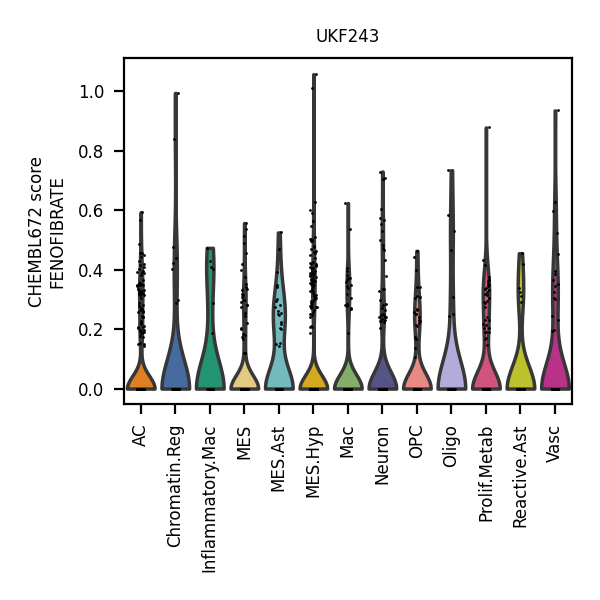 UKF243
CHEMBL672 score
FENOFIBRATE
1.0
0.8
0.6
0.4
0.2
0.0
AC
Chromatin.Reg
Inflammatory.Mac
MES
MES.Ast
MES.Hyp
Mac
Neuron
OPC
Oligo
Prolif.Metab
Reactive.Ast
Vasc